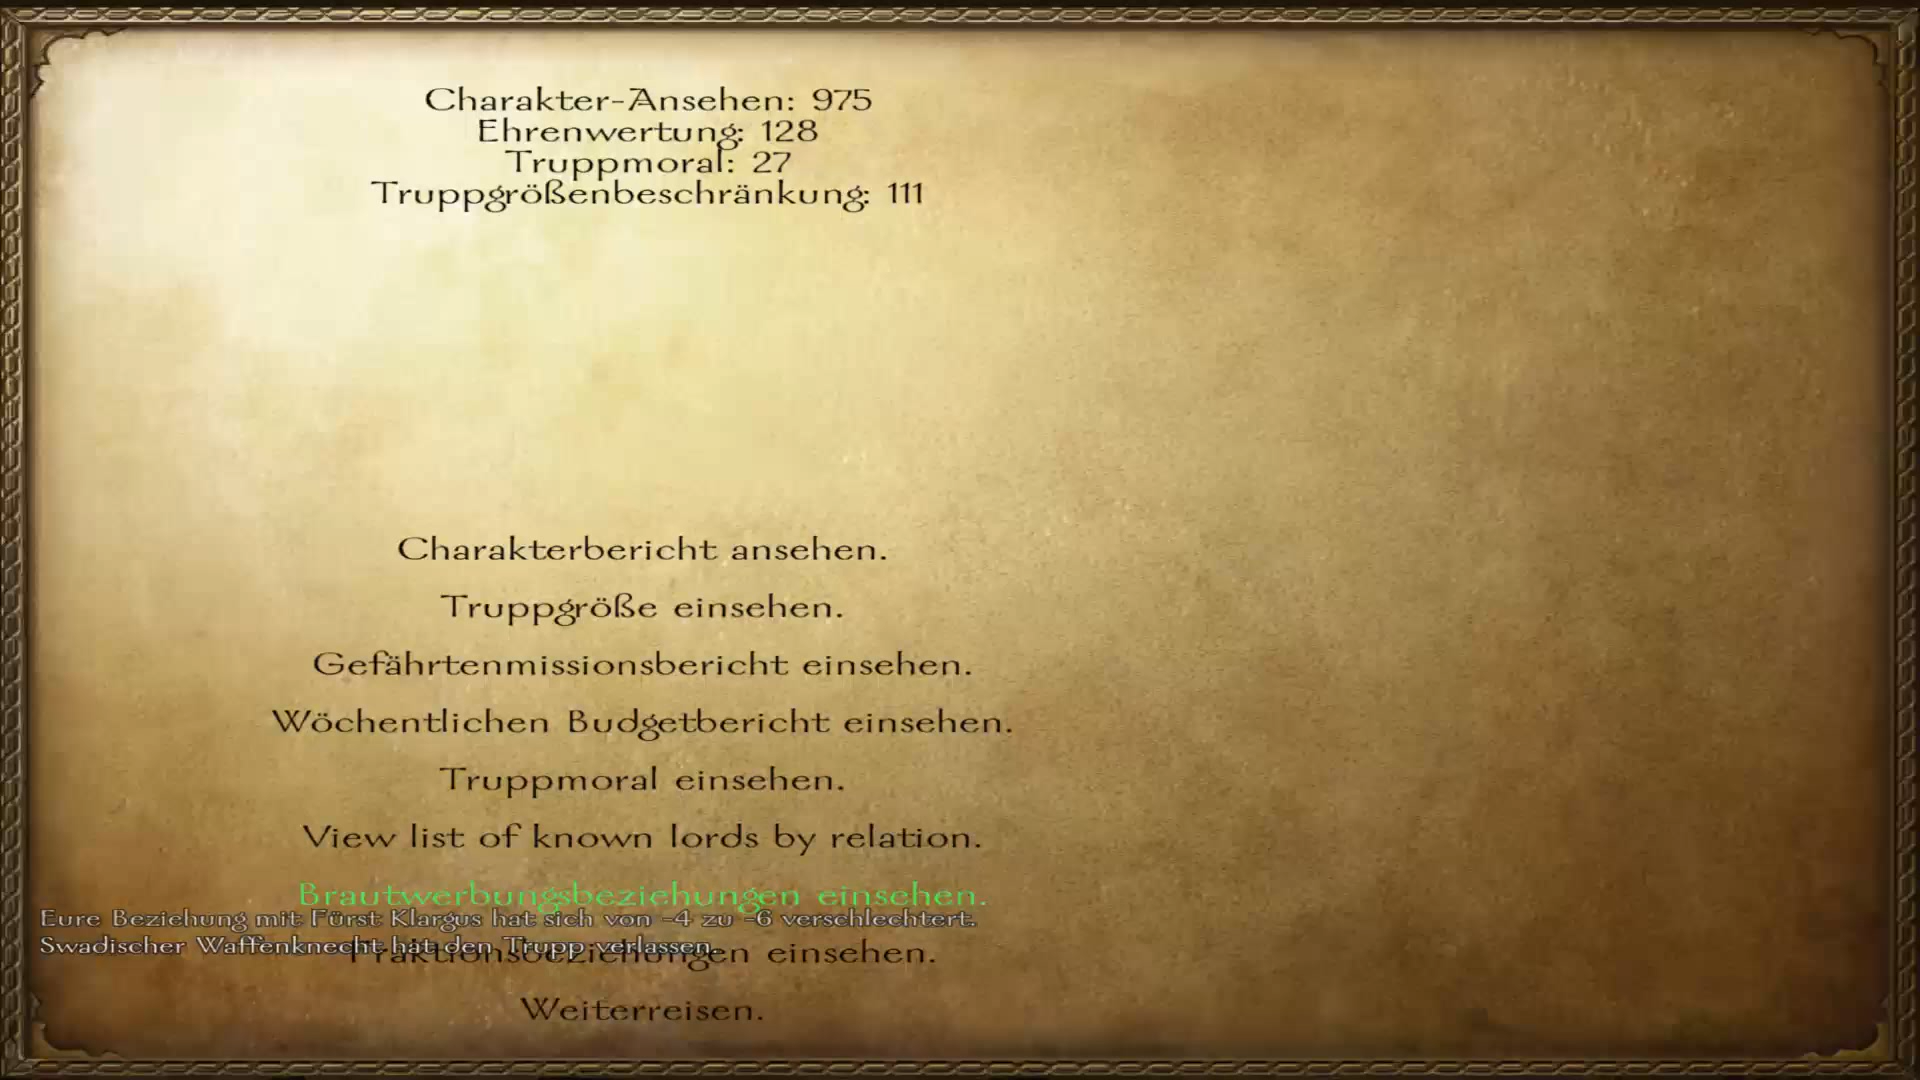 Charakter-Ansehen: 975
Ehrenwertung: 128
Truppmoral: 27
Truppgrößenbeschränkung: 111
Charakterbericht ansehen.
Truppgröße einsehen.
Gefährtenmissionsbericht einsehen.
Wöchentlichen Budgetbericht einsehen.
Truppmoral einsehen.
View list of known lords by relation.
Brautwerbungsbeziehungen einsehen.
Eure Beziehung mit Fürst Klargus hat sich von -4 zu -6 verschlechtert.
Swadischer Waffenknecht hat den Trupp verlassen.
Fraktionsbeziehungen einsehen.
Weiterreisen.